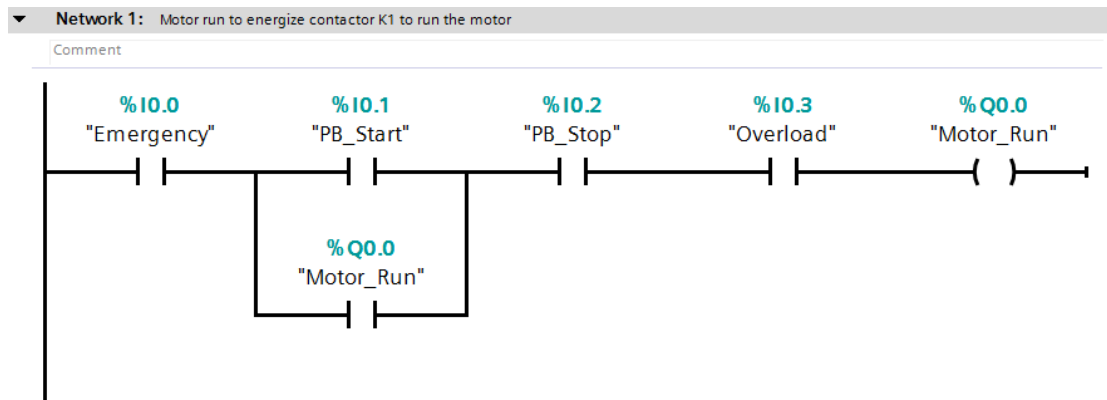 Network 1: Motor run to energize contactor K1 to run the motor
Comment
%I0.0 %I0.1 %I0.2 %I0.3 %Q0.0
"Emergency" "PB_Start" "PB_Stop" "Overload" "Motor_Run"
%Q0.0
"Motor_Run"